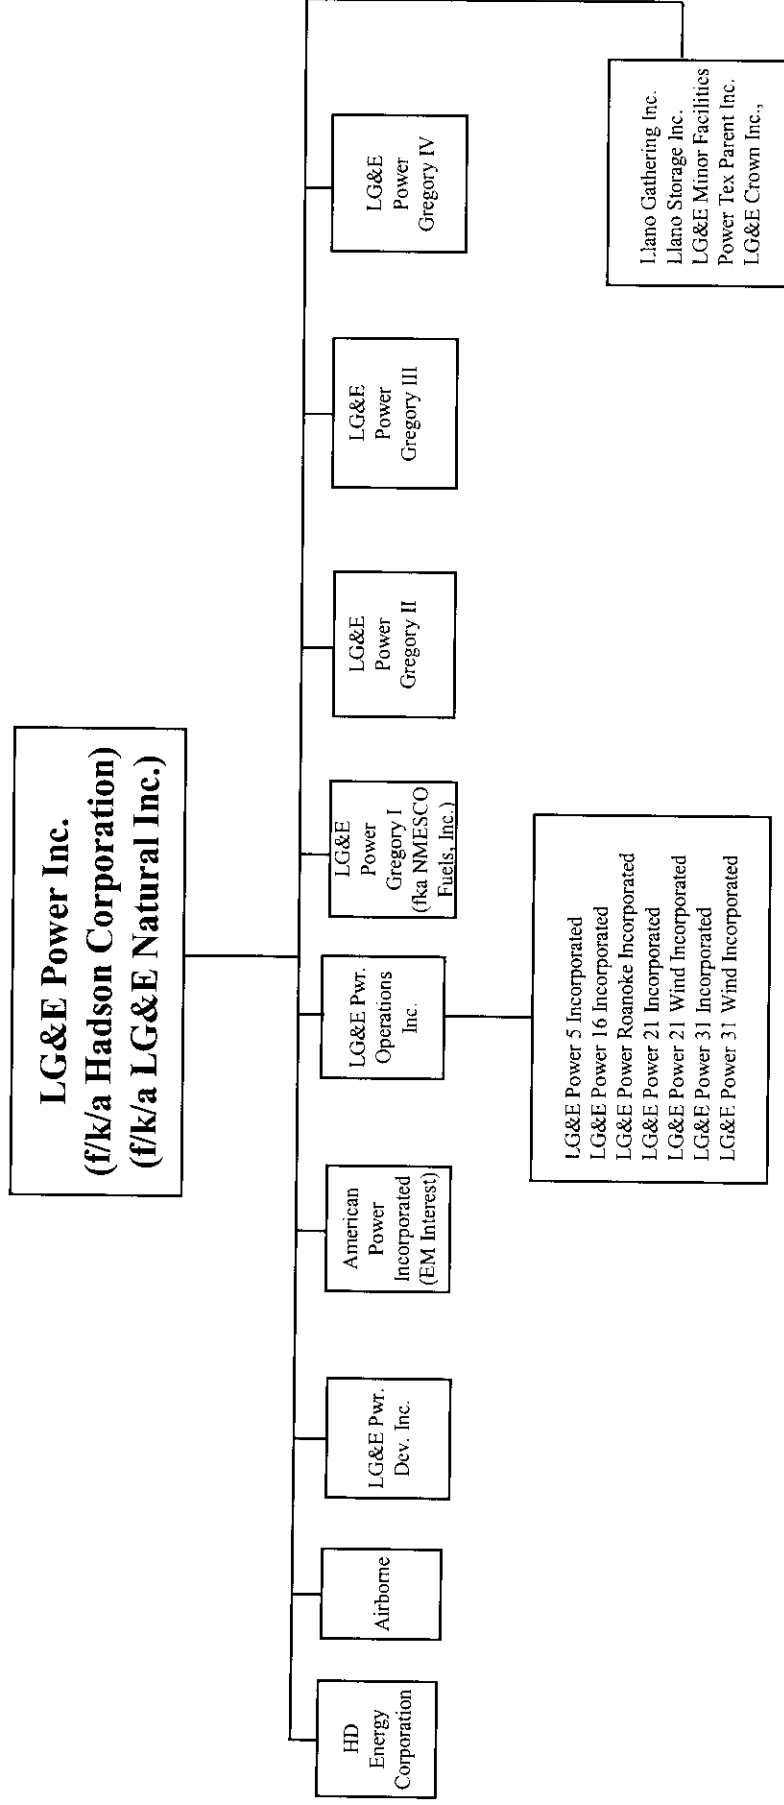 LG&E Power Inc.
(f/k/a Hadson Corporation)
(f/k/a LG&E Natural Inc.)
HD
Energy
Corporation
Airborne
LG&E Pwr.
Dev. Inc.
American
Power
Incorporated
(EM Interest)
LG&E Pwr.
Operations
Inc.
LG&E
Power
Gregory I
(fka NMESCO
Fuels, Inc.)
LG&E
Power
Gregory II
LG&E
Power
Gregory III
LG&E
Power
Gregory IV
LG&E Power 5 Incorporated
LG&E Power 16 Incorporated
LG&E Power Roanoke Incorporated
LG&E Power 21 Incorporated
LG&E Power 21 Wind Incorporated
LG&E Power 31 Incorporated
LG&E Power 31 Wind Incorporated
Llano Gathering Inc.
Llano Storage Inc.
LG&E Minor Facilities
Power Tex Parent Inc.
LG&E Crown Inc.,